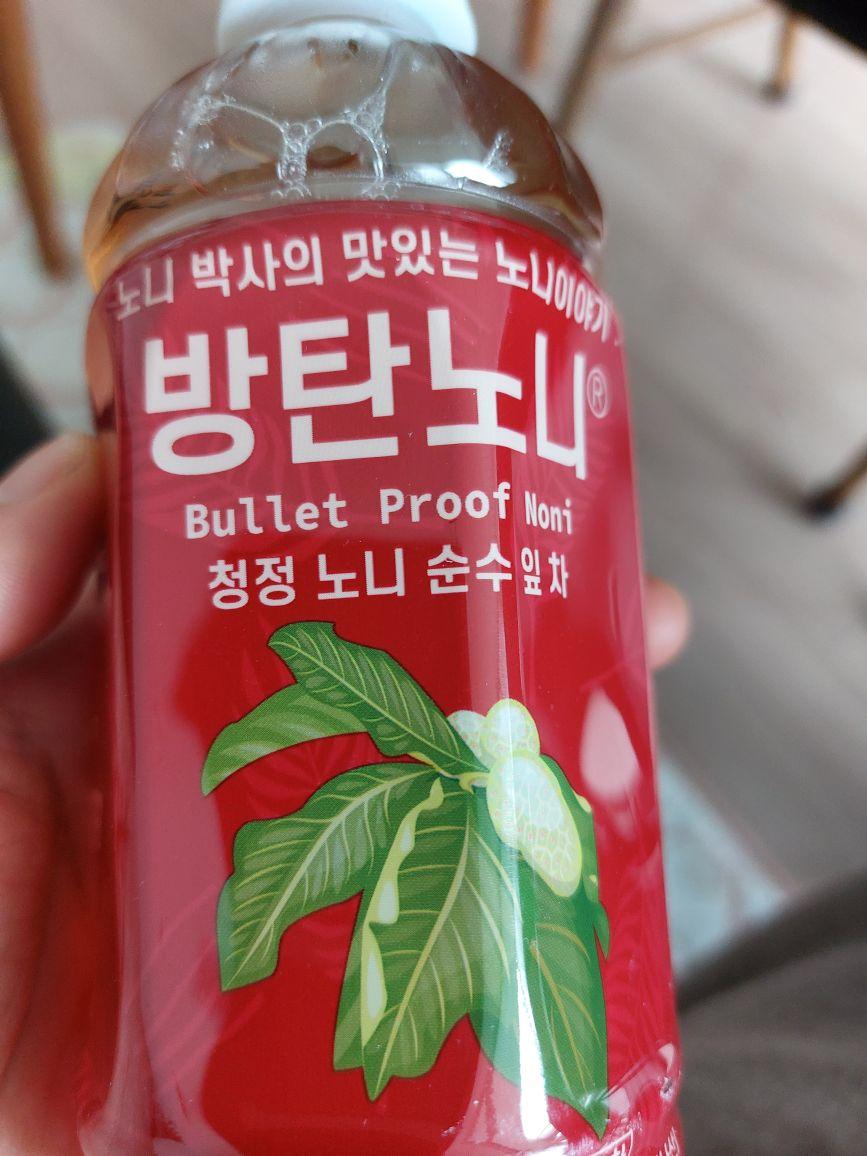 노니 박사의 맛있는 노니이야기
방탄노니®
Bullet Proof Noni
청정 노니 순수 잎 차